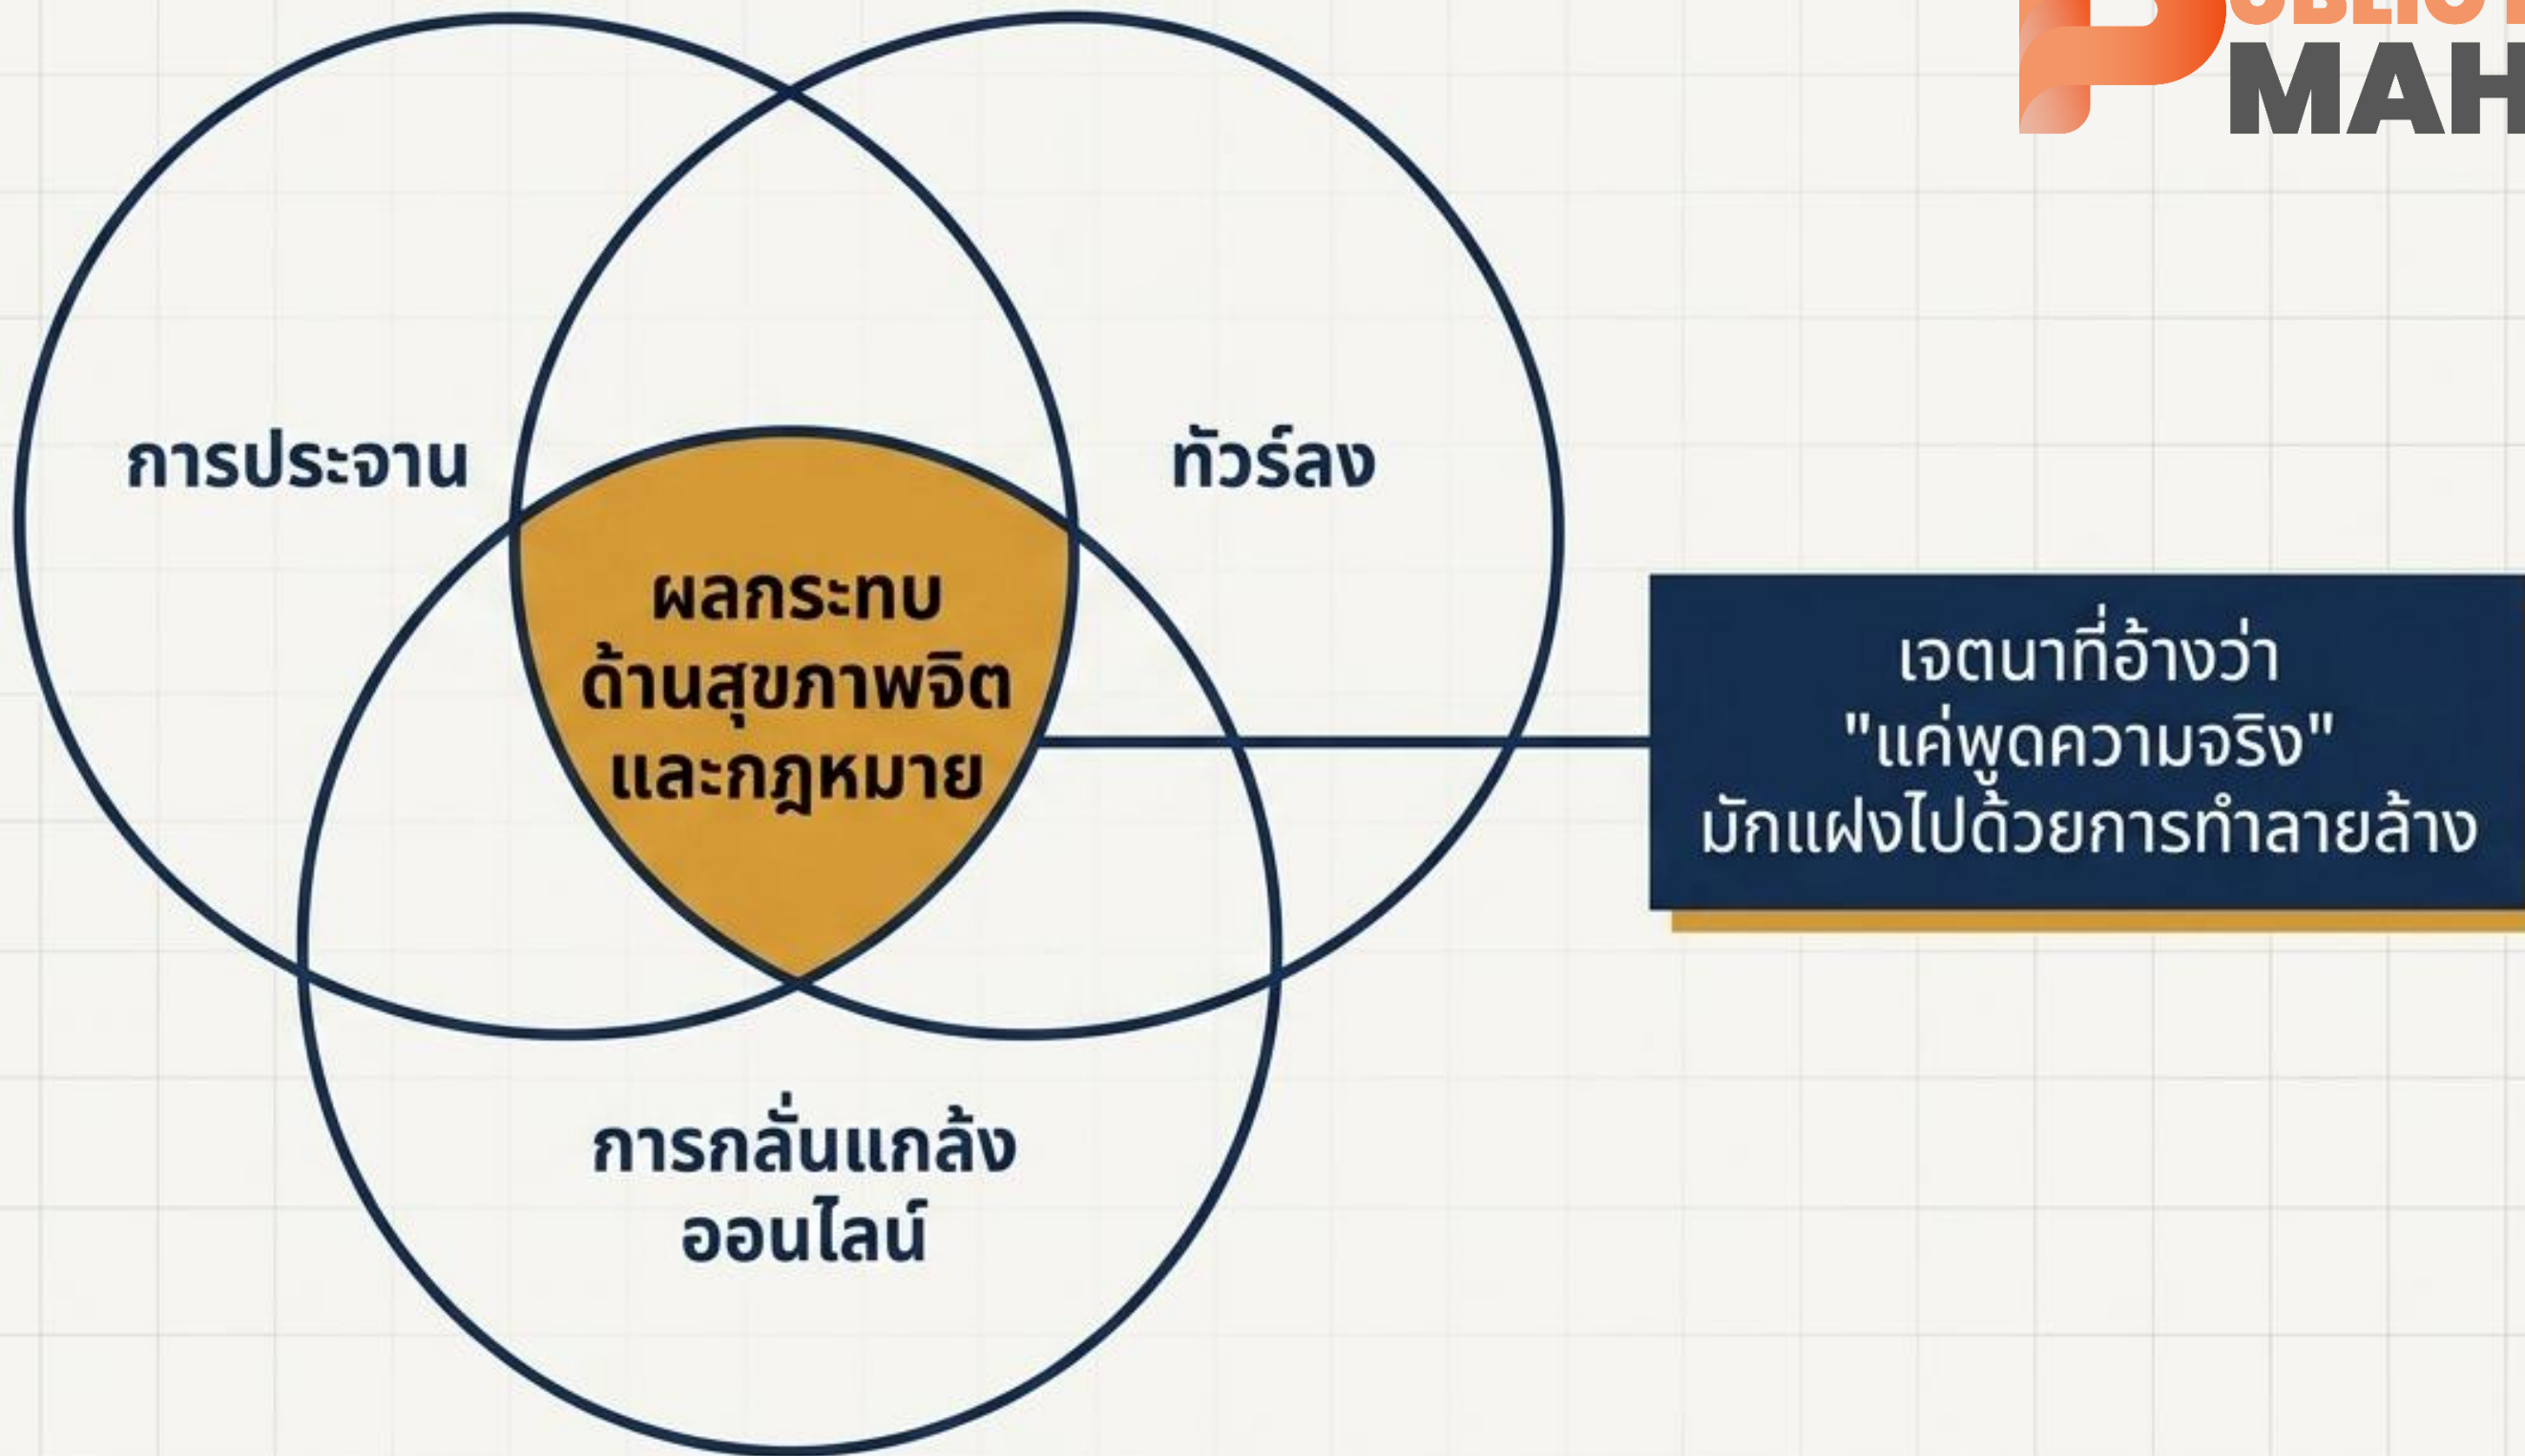 MAH
การประจาน
ทัวร์ลง
ผลกระทบ
ด้านสุขภาพจิต
และกฎหมาย
เจตนาที่อ้างว่า
"แค่พูดความจริง"
มักแฝงไปด้วยการทำลายล้าง
การกลั่นแกล้ง
ออนไลน์